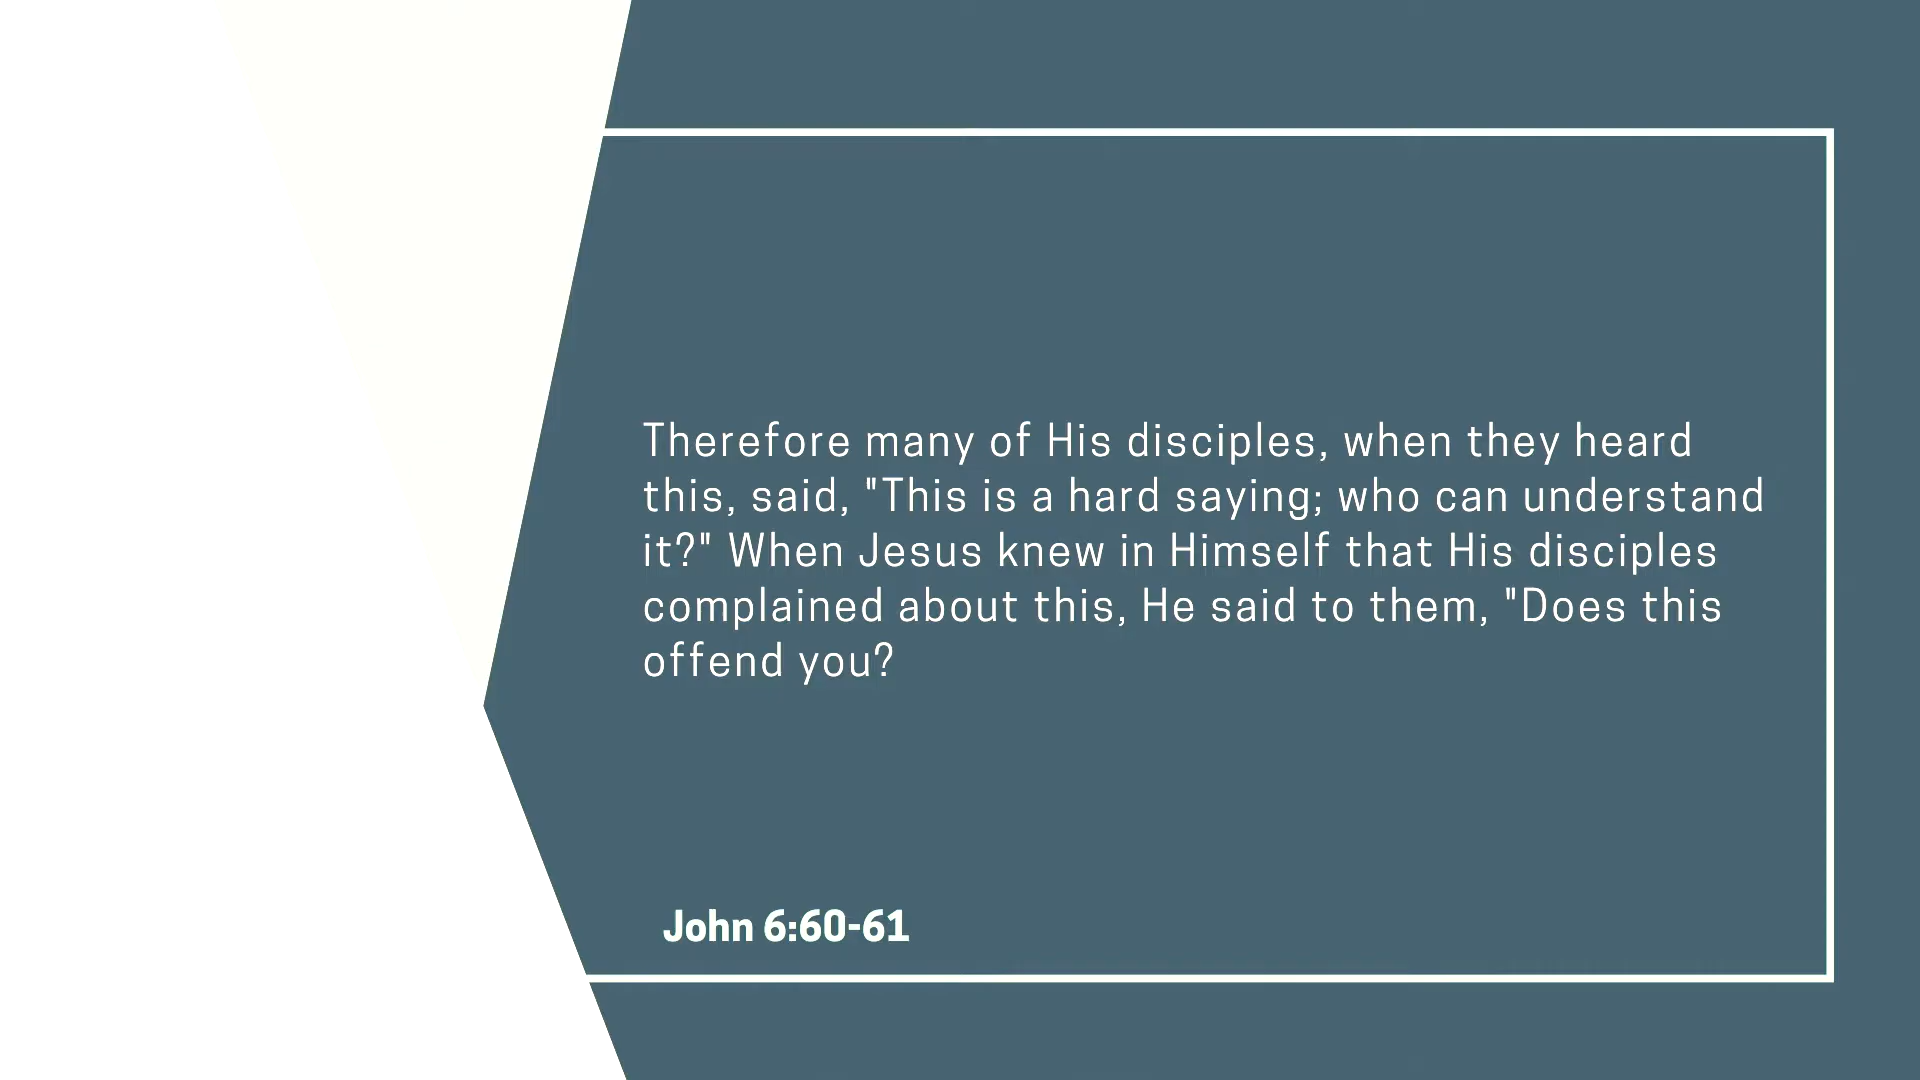 Therefore many of His disciples, when they heard
this, said, "This is a hard saying; who can understand
it?" When Jesus knew in Himself that His disciples
complained about this, He said to them, "Does this
offend you?
John 6:60-61